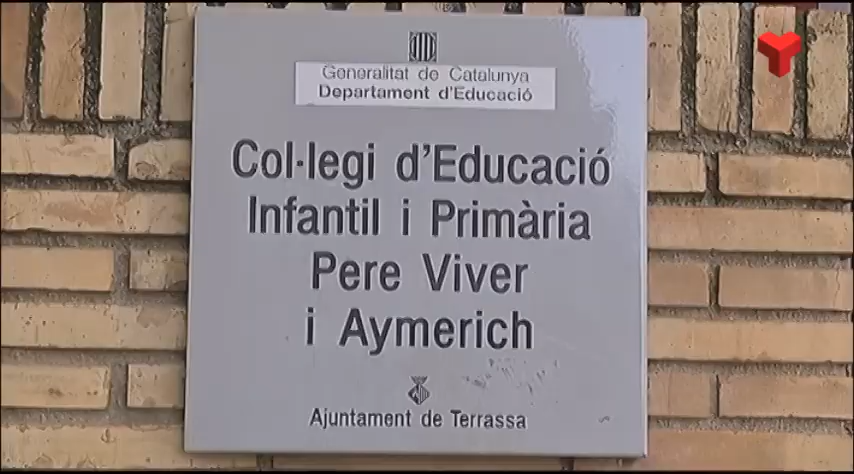 Generalitat de Catalunya
Departament d'Educació
Col·legi d'Educació
Infantil i Primària
Pere Viver
i Aymerich
Ajuntament de Terrassa